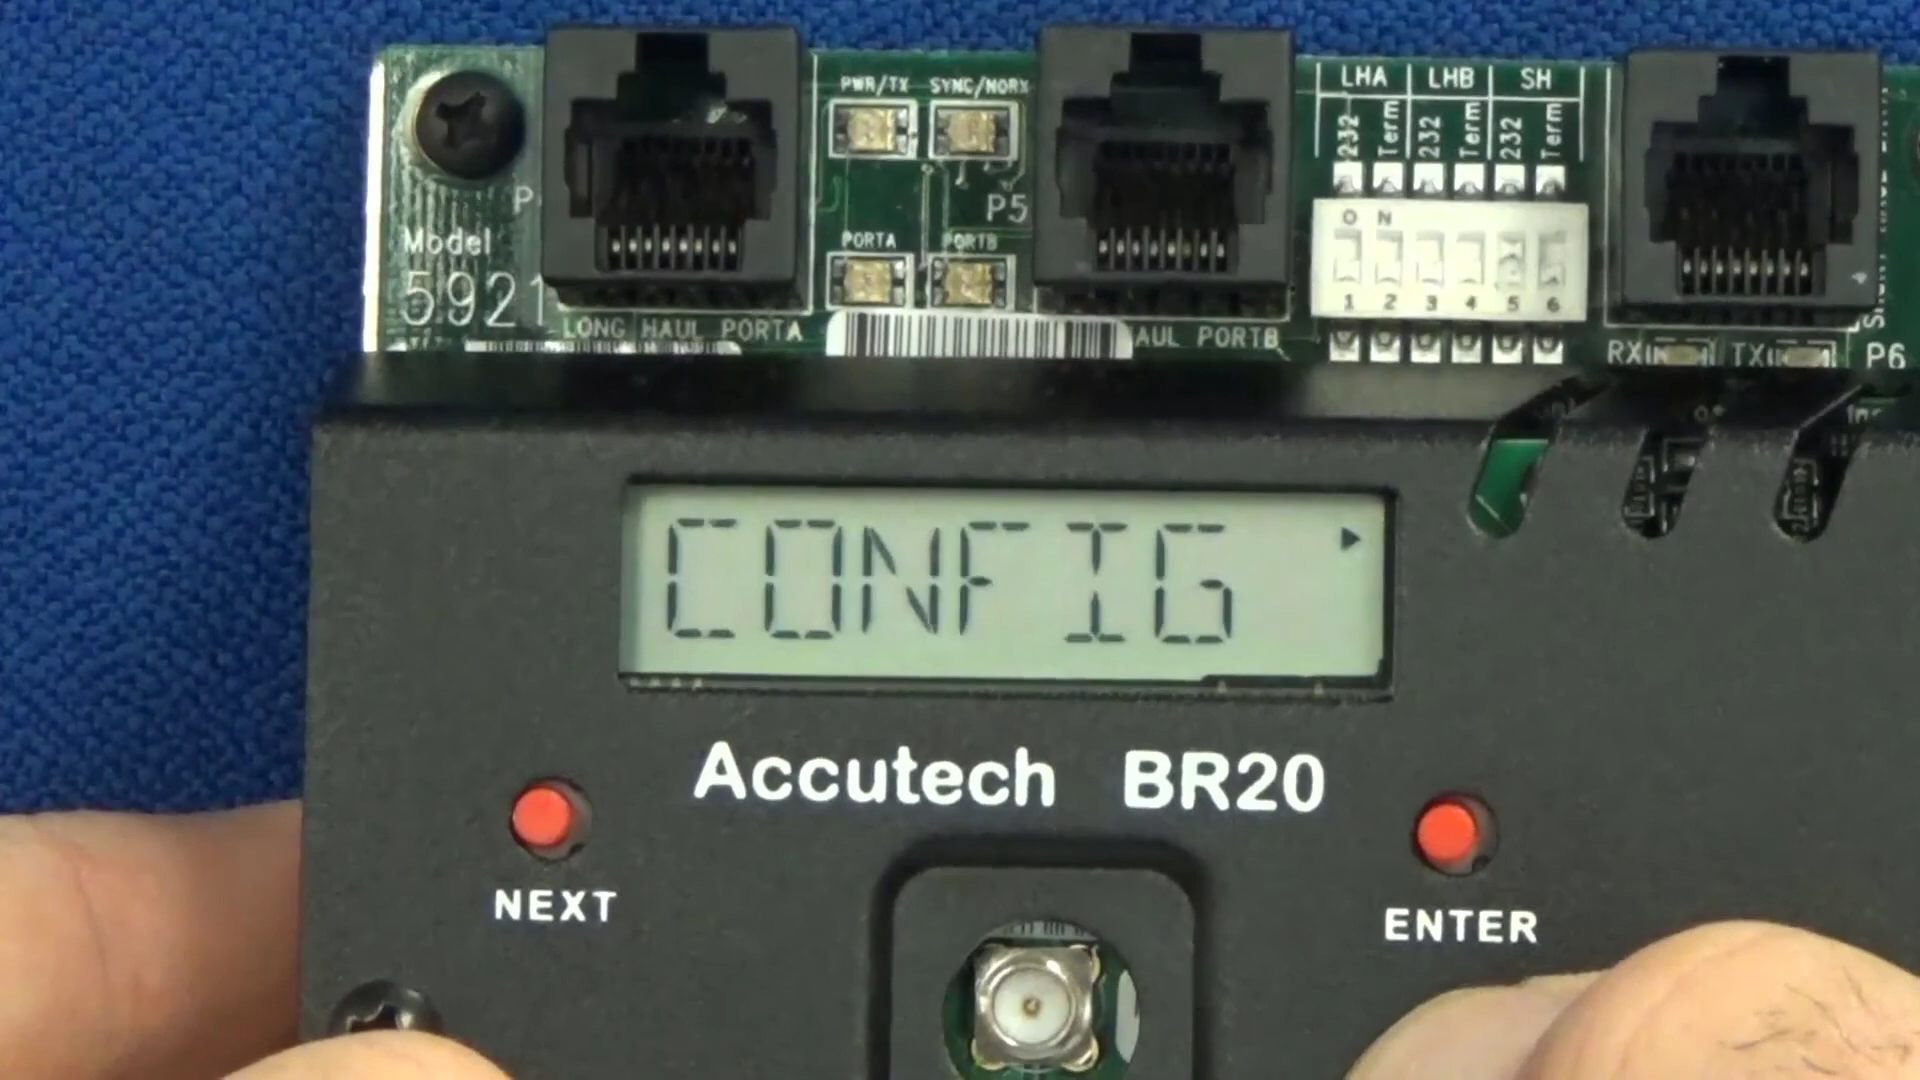 PWR/TX SYNC/NORX
LHA LHB SH
232 Term 232 Term 232 Term
P5
Model
5921
PORTA PORTB
ON
1 2 3 4 5 6
LONG HAUL PORTA
HAUL PORTB
RX TX P6
CONFIG
Accutech BR20
NEXT
ENTER